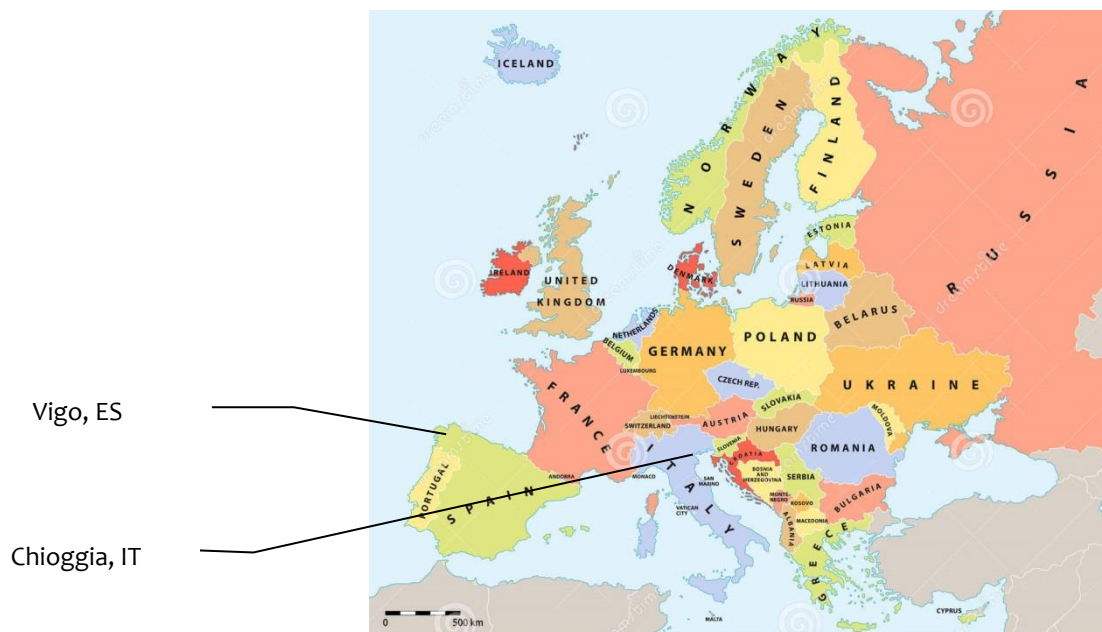 ICELAND
NORWAY
SWEDEN
FINLAND
RUSSIA
ESTONIA
LATVIA
LITHUANIA
RUSSIA
BELARUS
DENMARK
IRELAND
UNITED
KINGDOM
NETHERLANDS
BELGIUM
LUXEMBOURG
GERMANY
POLAND
CZECH REP.
SLOVAKIA
UKRAINE
MOLDOVA
FRANCE
LIECHTENSTEIN
SWITZERLAND
AUSTRIA
HUNGARY
ROMANIA
Vigo, ES
SLOVENIA
CROATIA
BOSNIA
AND
HERZEGOVINA
SERBIA
BULGARIA
MONTE-
NEGRO
KOSOVO
MACEDONIA
ALBANIA
GREECE
ITALY
SAN
MARINO
MONACO
VATICAN
CITY
ANDORRA
PORTUGAL
SPAIN
Chioggia, IT
CYPRUS
MALTA
0 500 km
dreamstime